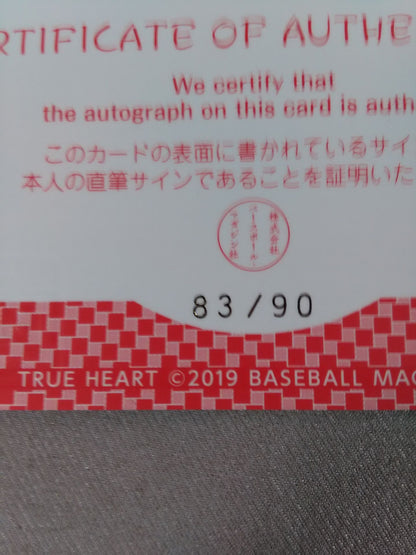 RTIFICATE OF AUTHE
We certify that
the autograph on this card is auth
このカードの表面に書かれているサイ
本人の直筆サインであることを証明いた
株式会社
ベースボール・
マガジン社
83/90
TRUE HEART ©2019 BASEBALL MAG